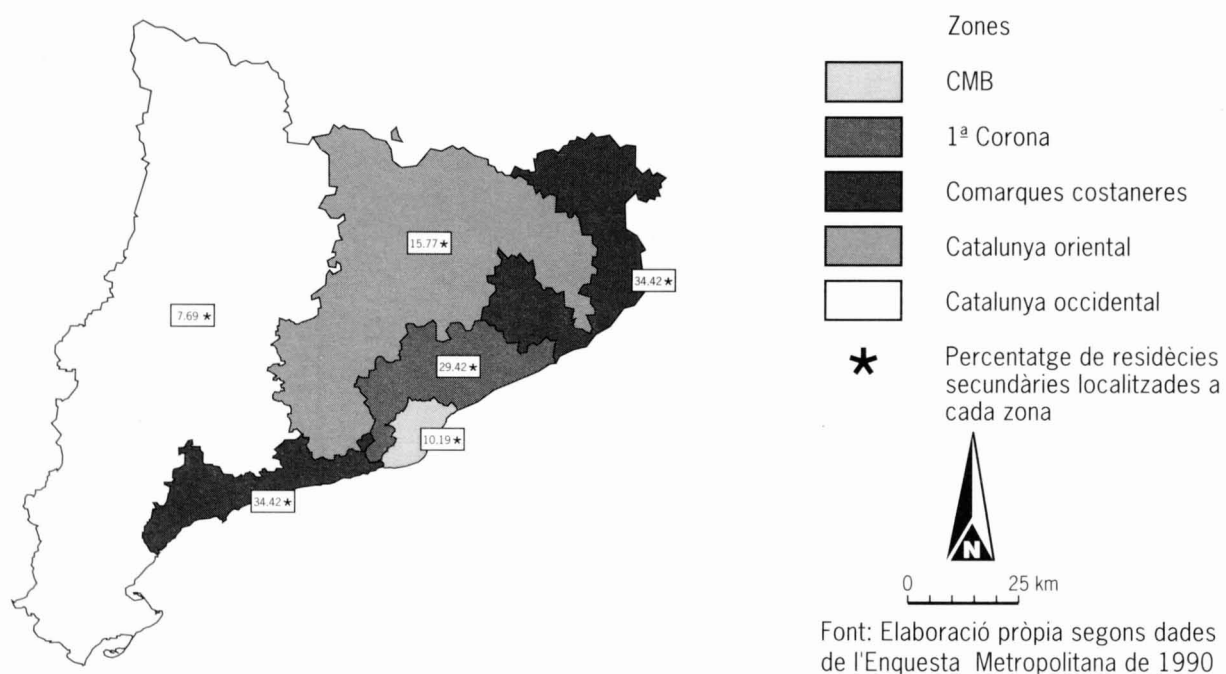 Zones
CMB
1ª Corona
Comarques costaneres
Catalunya oriental
Catalunya occidental
★ Percentatge de residècies
secundàries localitzades a
cada zona
15.77 ★
34.42 ★
7.69 ★
29.42 ★
10.19 ★
34.42 ★
N
0 25 km
Font: Elaboració pròpia segons dades
de l'Enquesta Metropolitana de 1990